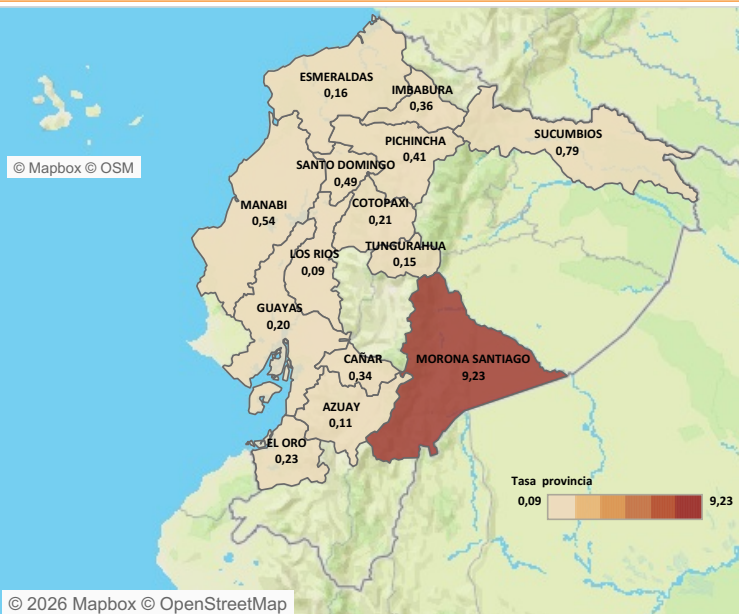 ESMERALDAS
0,16
IMBABURA
0,36
SUCUMBIOS
0,79
PICHINCHA
0,41
© Mapbox © OSM
SANTO DOMINGO
0,49
MANABI
0,54
COTOPAXI
0,21
TUNGURAHUA
0,15
LOS RIOS
0,09
GUAYAS
0,20
CAÑAR
0,34
MORONA SANTIAGO
9,23
AZUAY
0,11
EL ORO
0,23
Tasa provincia
0,09 9,23
© 2026 Mapbox © OpenStreetMap